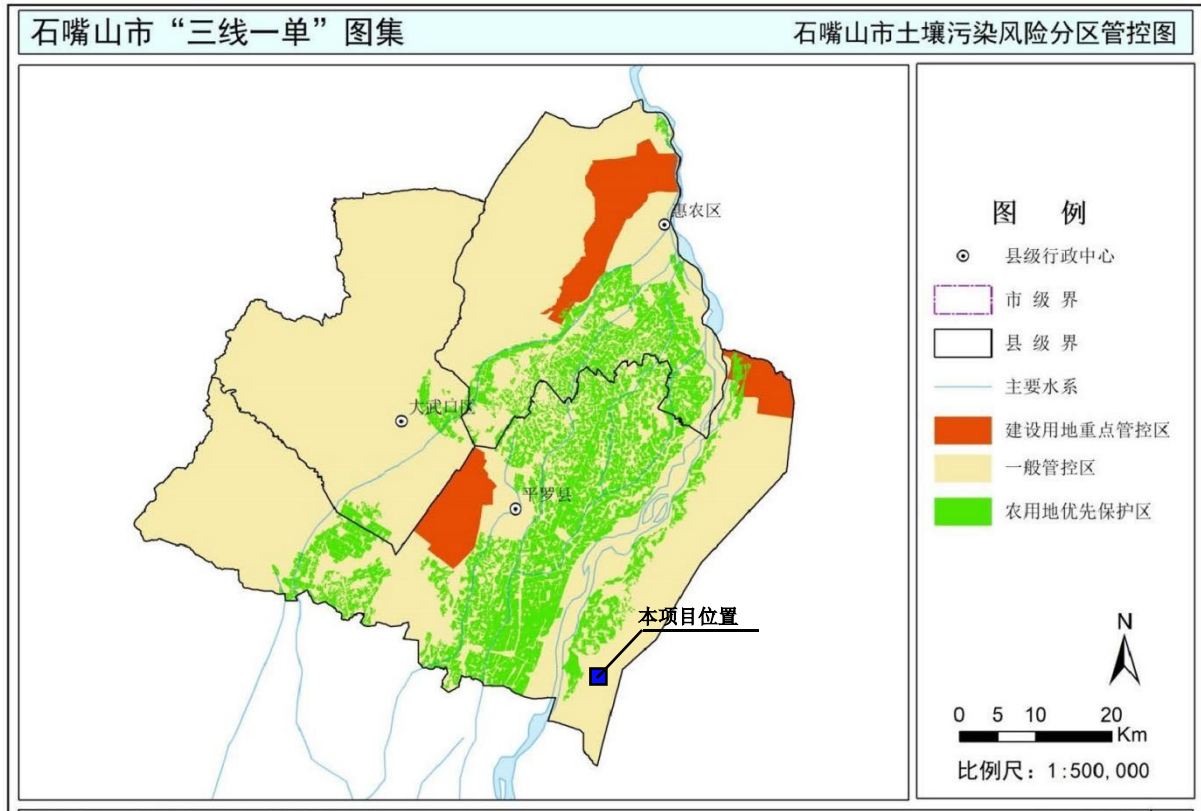 石嘴山市“三线一单”图集
石嘴山市土壤污染风险分区管控图
惠农区
大武口区
平罗县
本项目位置
图 例
县级行政中心
市 级 界
县 级 界
主要水系
建设用地重点管控区
一般管控区
农用地优先保护区
N
0 5 10 20
Km
比例尺：1:500,000